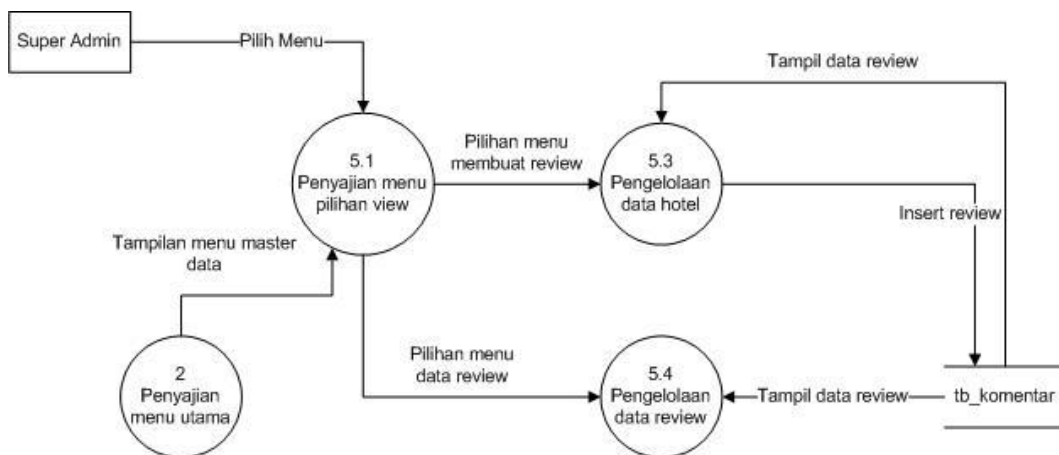 Super Admin
Pilih Menu
Tampil data review
5.1
Penyajian menu
pilihan view
Pilihan menu
membuat review
5.3
Pengelolaan
data hotel
Insert review
Tampilan menu master
data
2
Penyajian
menu utama
Pilihan menu
data review
5.4
Pengelolaan
data review
Tampil data review
tb_komentar